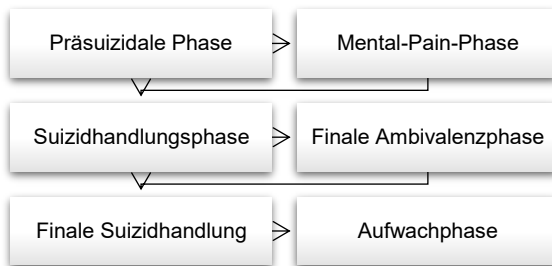 Präsuizidale Phase
Mental-Pain-Phase
Suizidhandlungsphase
Finale Ambivalenzphase
Finale Suizidhandlung
Aufwachphase